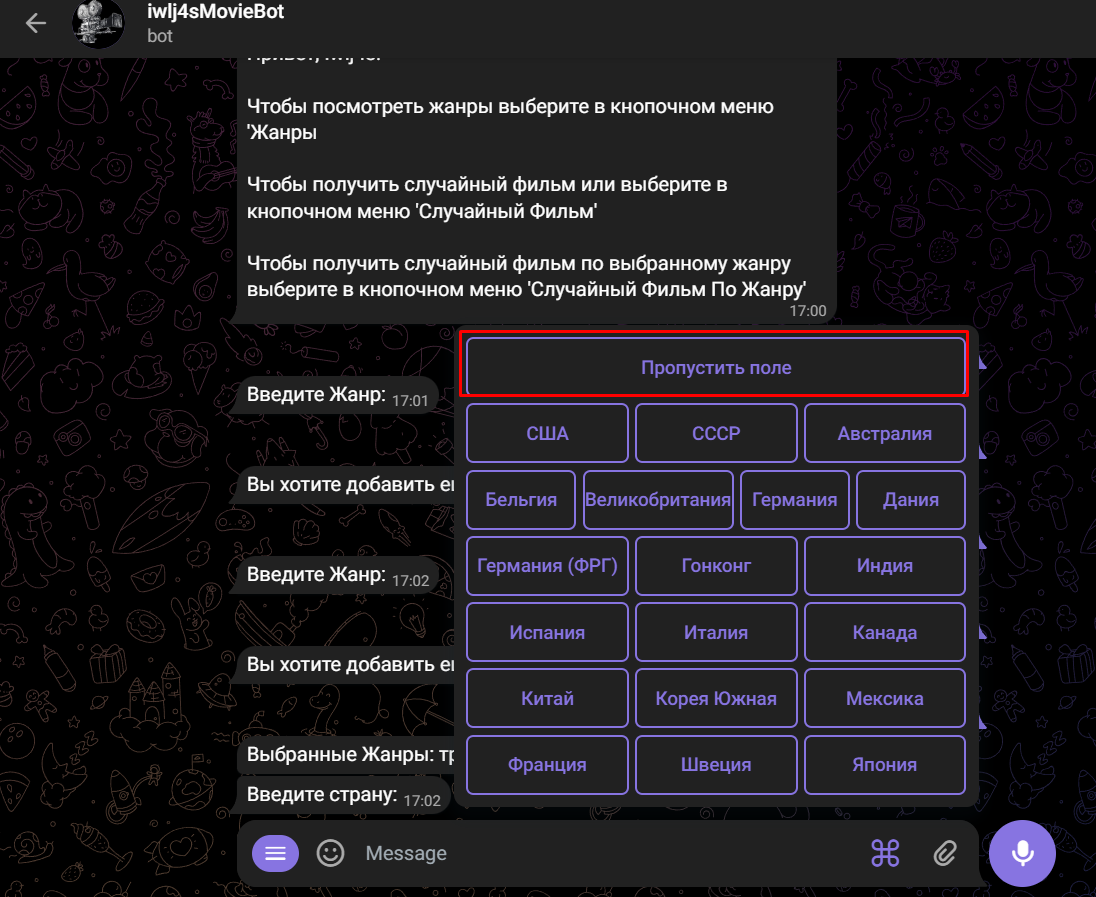 iwlj4sMovieBot
bot
Чтобы посмотреть жанры выберите в кнопочном меню
'Жанры
Чтобы получить случайный фильм или выберите в
кнопочном меню 'Случайный Фильм'
Чтобы получить случайный фильм по выбранному жанру
выберите в кнопочном меню 'Случайный Фильм По Жанру'
17:00
Введите Жанр: 17:01
Вы хотите добавить
Введите Жанр: 17:02
Вы хотите добавить
Выбранные Жанры:
Введите страну: 17:02
Пропустить поле
США СССР Австралия
Бельгия Великобритания Германия Дания
Германия (ФРГ) Гонконг Индия
Испания Италия Канада
Китай Корея Южная Мексика
Франция Швеция Япония
Message